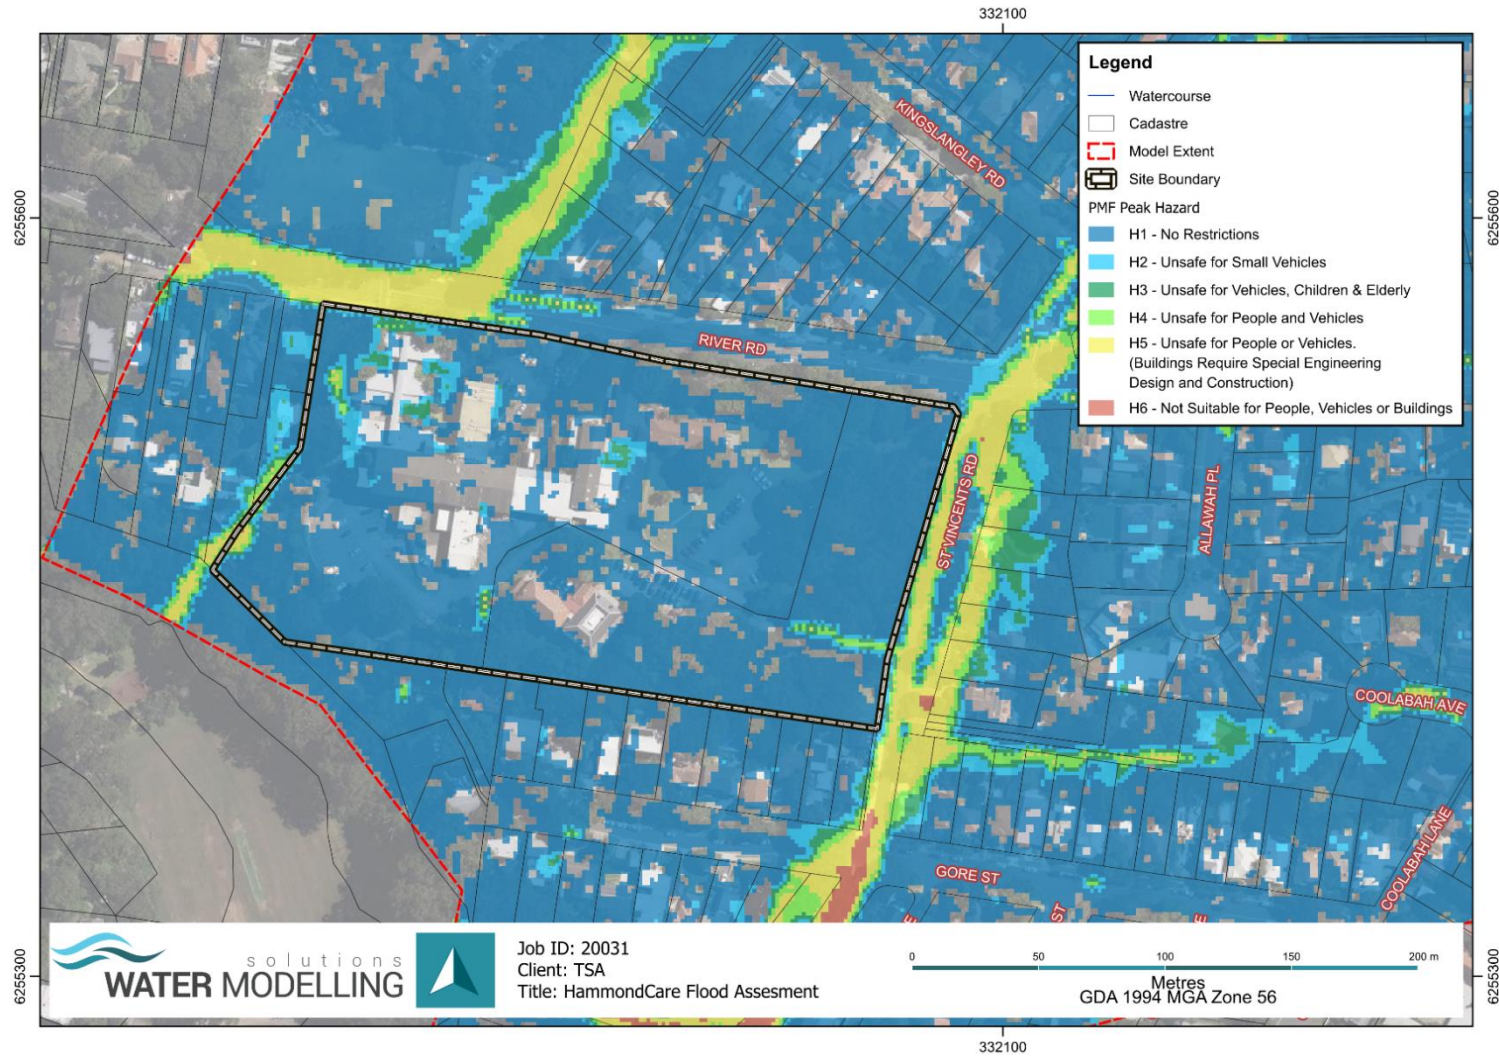 332100
6255600
6255600
KINGSLANGLEY RD
Legend
Watercourse
Cadastre
Model Extent
Site Boundary
PMF Peak Hazard
H1 - No Restrictions
H2 - Unsafe for Small Vehicles
H3 - Unsafe for Vehicles, Children & Elderly
H4 - Unsafe for People and Vehicles
H5 - Unsafe for People or Vehicles.
(Buildings Require Special Engineering
Design and Construction)
H6 - Not Suitable for People, Vehicles or Buildings
RIVER RD
ST VINCENTS RD
ALLAWAH PL
COOLABAH AVE
COOLABAH LANE
GORE ST
E
ST
E
solutions
WATER MODELLING
Job ID: 20031
Client: TSA
Title: HammondCare Flood Assesment
0 50 100 150 200 m
Metres
GDA 1994 MGA Zone 56
6255300
6255300
332100